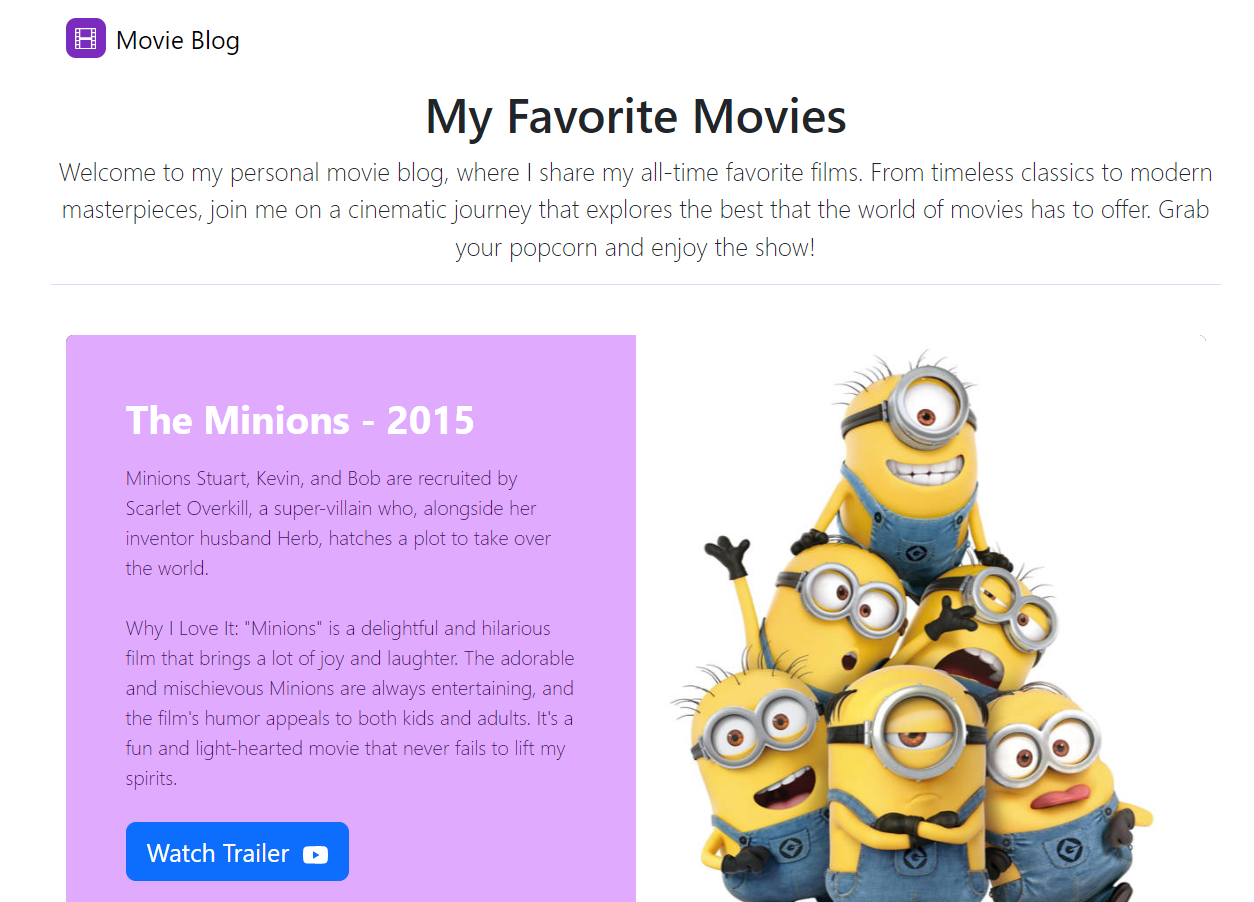 Movie Blog
My Favorite Movies
Welcome to my personal movie blog, where I share my all-time favorite films. From timeless classics to modern
masterpieces, join me on a cinematic journey that explores the best that the world of movies has to offer. Grab
your popcorn and enjoy the show!
The Minions - 2015
Minions Stuart, Kevin, and Bob are recruited by
Scarlet Overkill, a super-villain who, alongside her
inventor husband Herb, hatches a plot to take over
the world.
Why I Love It: "Minions" is a delightful and hilarious
film that brings a lot of joy and laughter. The adorable
and mischievous Minions are always entertaining, and
the film's humor appeals to both kids and adults. It's a
fun and light-hearted movie that never fails to lift my
spirits.
Watch Trailer